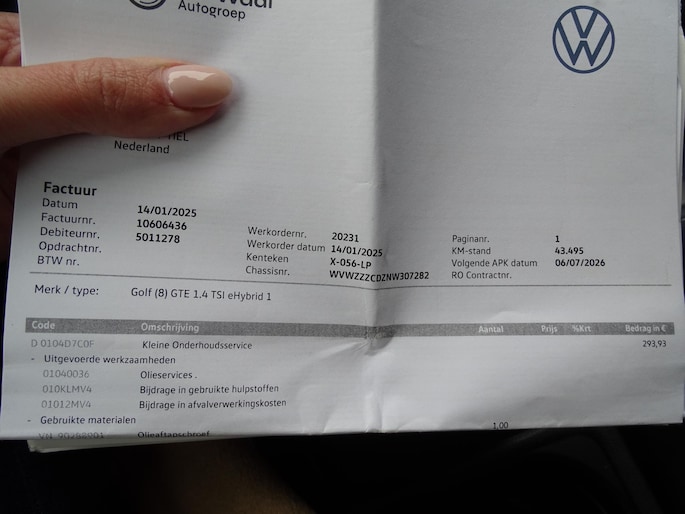 Autogroep
Nederland
Factuur
Datum 14/01/2025
Factuurnr. 10606436
Debiteurnr. 5011278
Opdrachtnr.
BTW nr.
Werkordernr. 20231
Werkorder datum 14/01/2025
Kenteken X-056-LP
Chassisnr. WVWZZZCDZNW307282
Paginanr. 1
KM-stand 43.495
Volgende APK datum 06/07/2026
RO Contractnr.
Merk / type: Golf (8) GTE 1.4 TSI eHybrid 1
Code Omschrijving Aantal Prijs %Krt Bedrag in €
D 0104D7C0F Kleine Onderhoudsservice 293,93
- Uitgevoerde werkzaamheden
01040036 Olieservice .
010KLMV4 Bijdrage in gebruikte hulpstoffen
01012MV4 Bijdrage in afvalverwerkingskosten
- Gebruikte materialen
Olieaftapschroef 1,00